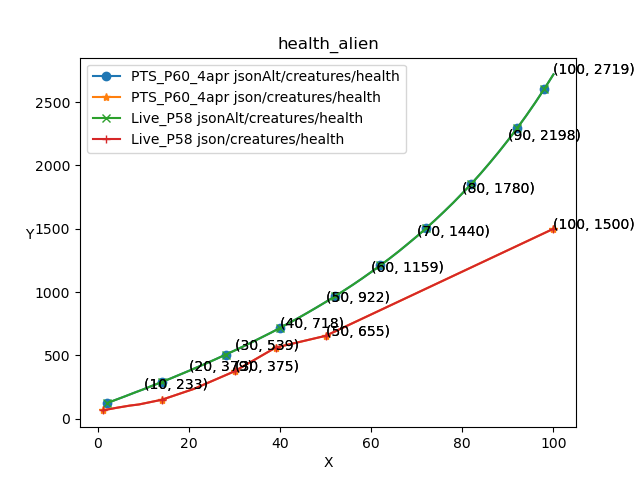 health_alien
PTS_P60_4apr jsonAlt/creatures/health
PTS_P60_4apr json/creatures/health
Live_P58 jsonAlt/creatures/health
Live_P58 json/creatures/health
(100, 2719)
2500
(90, 2198)
2000
(80, 1780)
1500
Y
(100, 1500)
(70, 1440)
(60, 1159)
1000
(50, 922)
(40, 718)
(50, 655)
(30, 539)
500
(30, 375)
(10, 233)
0
0 20 40 60 80 100
X